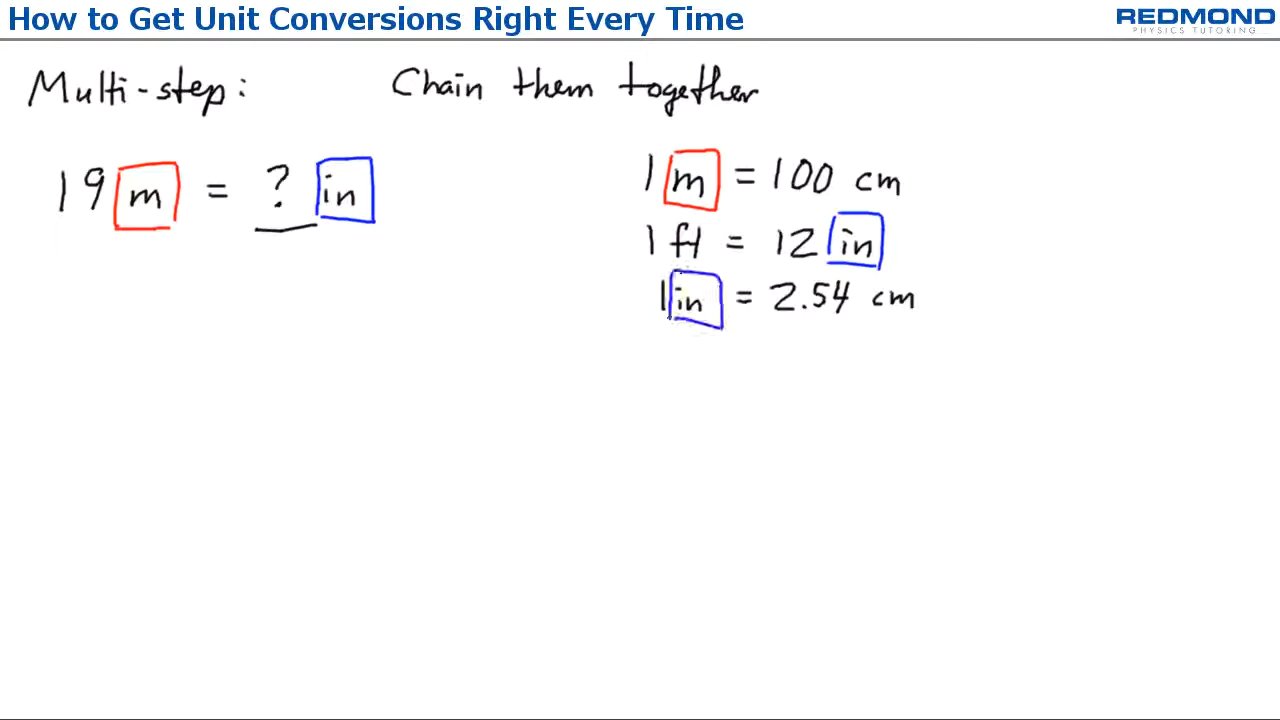 How to Get Unit Conversions Right Every Time
REDMOND
PHYSICS TUTORING
Multi-step: Chain them together
19 m = ? in
1 m = 100 cm
1 ft = 12 in
1 in = 2.54 cm